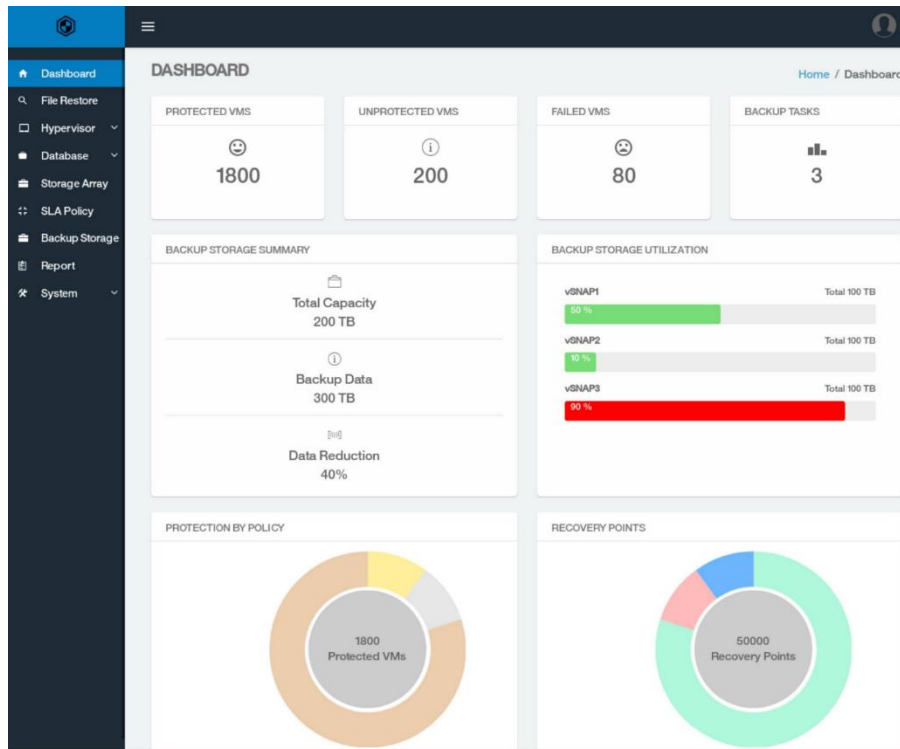 Dashboard
File Restore
Hypervisor
Database
Storage Array
SLA Policy
Backup Storage
Report
System
DASHBOARD
Home / Dashboard
PROTECTED VMS
1800
UNPROTECTED VMS
200
FAILED VMS
80
BACKUP TASKS
3
BACKUP STORAGE SUMMARY
Total Capacity
200 TB
Backup Data
300 TB
Data Reduction
40%
BACKUP STORAGE UTILIZATION
vSNAP1 Total 100 TB
50 %
vSNAP2 Total 100 TB
10 %
vSNAP3 Total 100 TB
90 %
PROTECTION BY POLICY
1800
Protected VMs
RECOVERY POINTS
50000
Recovery Points